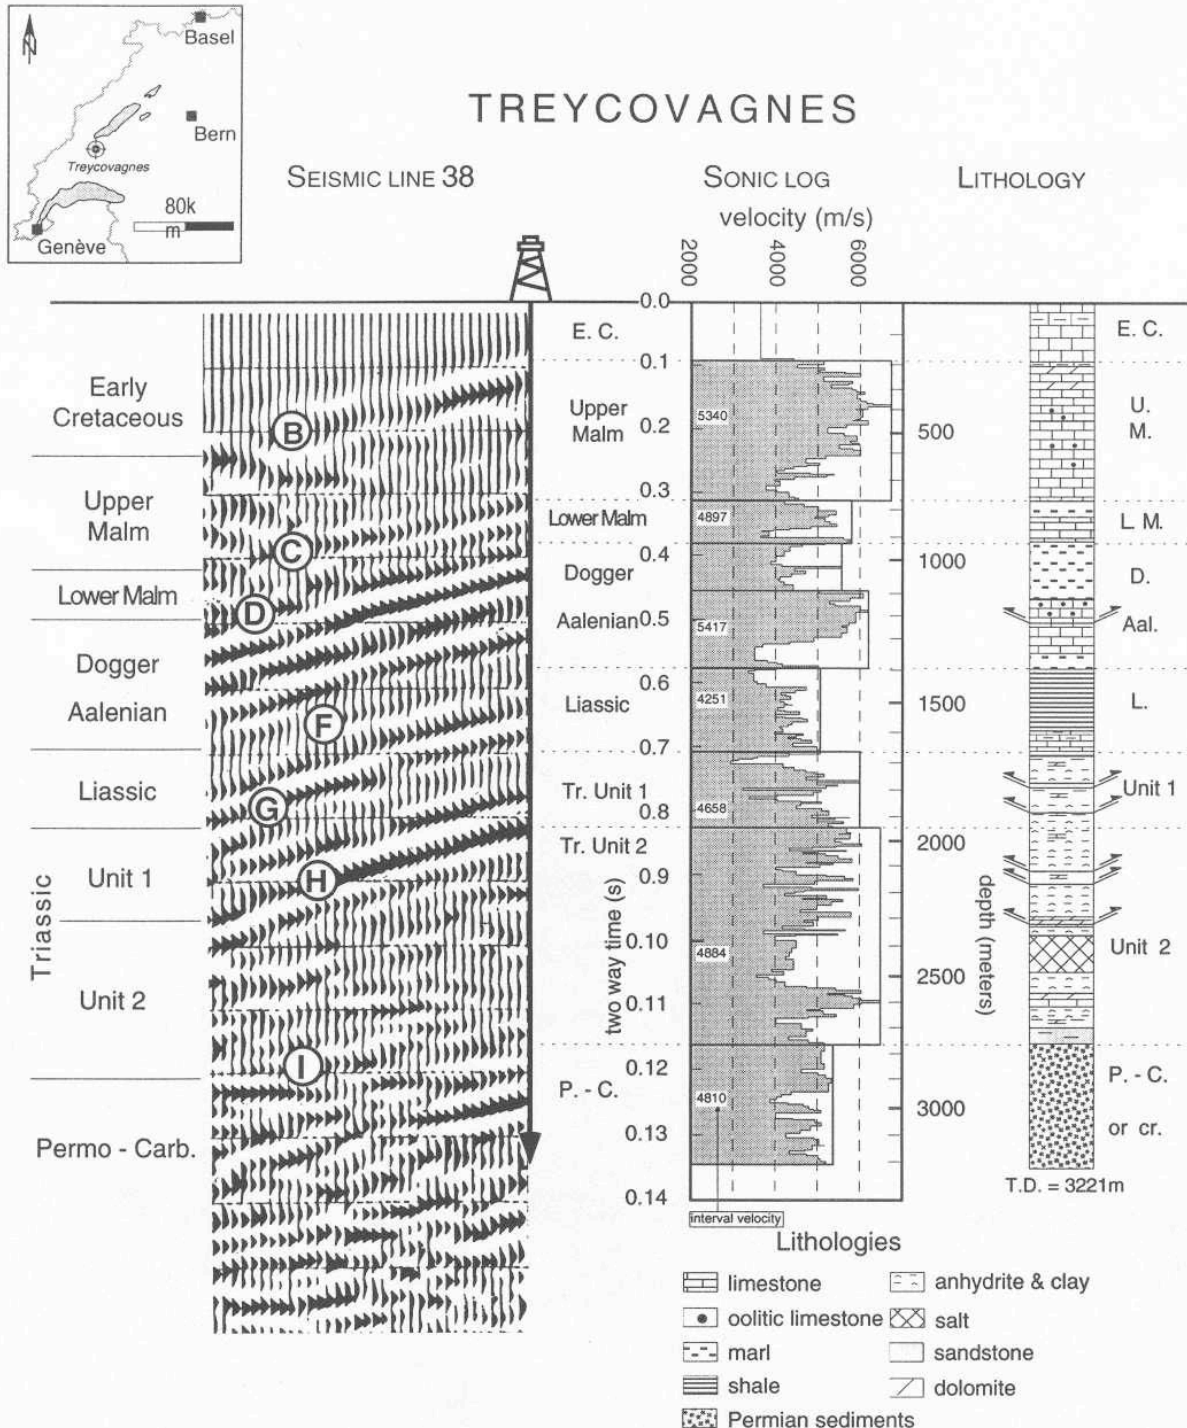 N
Basel
Bern
Treycovagnes
80k
m
Genève
TREYCOVAGNES
SEISMIC LINE 38
SONIC LOG
LITHOLOGY
velocity (m/s)
2000
4000
6000
Early
Cretaceous
Upper
Malm
Lower Malm
Dogger
Aalenian
Liassic
Triassic
Unit 1
Unit 2
Permo - Carb.
B
C
D
F
G
H
I
E. C.
Upper
Malm
Lower Malm
Dogger
Aalenian
Liassic
Tr. Unit 1
Tr. Unit 2
P. - C.
two way time (s)
0.0
0.1
0.2
0.3
0.4
0.5
0.6
0.7
0.8
0.9
0.10
0.11
0.12
0.13
0.14
5340
4897
5417
4251
4658
4884
4810
interval velocity
500
1000
1500
2000
2500
3000
depth (meters)
E. C.
U.
M.
L. M.
D.
Aal.
L.
Unit 1
Unit 2
P. - C.
or cr.
T.D. = 3221m
Lithologies
limestone
anhydrite & clay
oolitic limestone
salt
marl
sandstone
shale
dolomite
Permian sediments